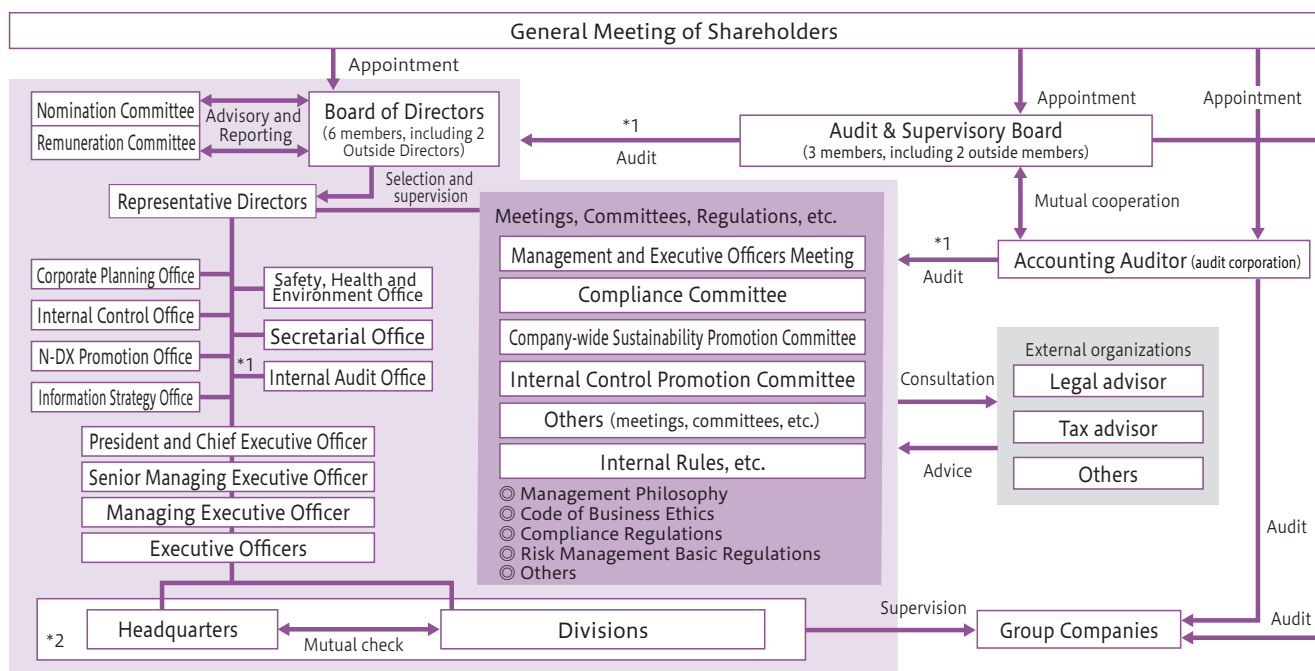 General Meeting of Shareholders
Appointment
Appointment
Appointment
Nomination Committee
Remuneration Committee
Advisory and
Reporting
Board of Directors
(6 members, including 2
Outside Directors)
*1
Audit
Audit & Supervisory Board
(3 members, including 2 outside members)
Selection and
supervision
Representative Directors
Mutual cooperation
Meetings, Committees, Regulations, etc.
Management and Executive Officers Meeting
Compliance Committee
Company-wide Sustainability Promotion Committee
Internal Control Promotion Committee
Others (meetings, committees, etc.)
Internal Rules, etc.
◎ Management Philosophy
◎ Code of Business Ethics
◎ Compliance Regulations
◎ Risk Management Basic Regulations
◎ Others
*1
Audit
Accounting Auditor (audit corporation)
Corporate Planning Office
Internal Control Office
N-DX Promotion Office
Information Strategy Office
Safety, Health and
Environment Office
Secretarial Office
*1
Internal Audit Office
External organizations
Legal advisor
Tax advisor
Others
Consultation
Advice
President and Chief Executive Officer
Senior Managing Executive Officer
Managing Executive Officer
Executive Officers
Audit
*2
Headquarters
Mutual check
Divisions
Supervision
Group Companies
Audit